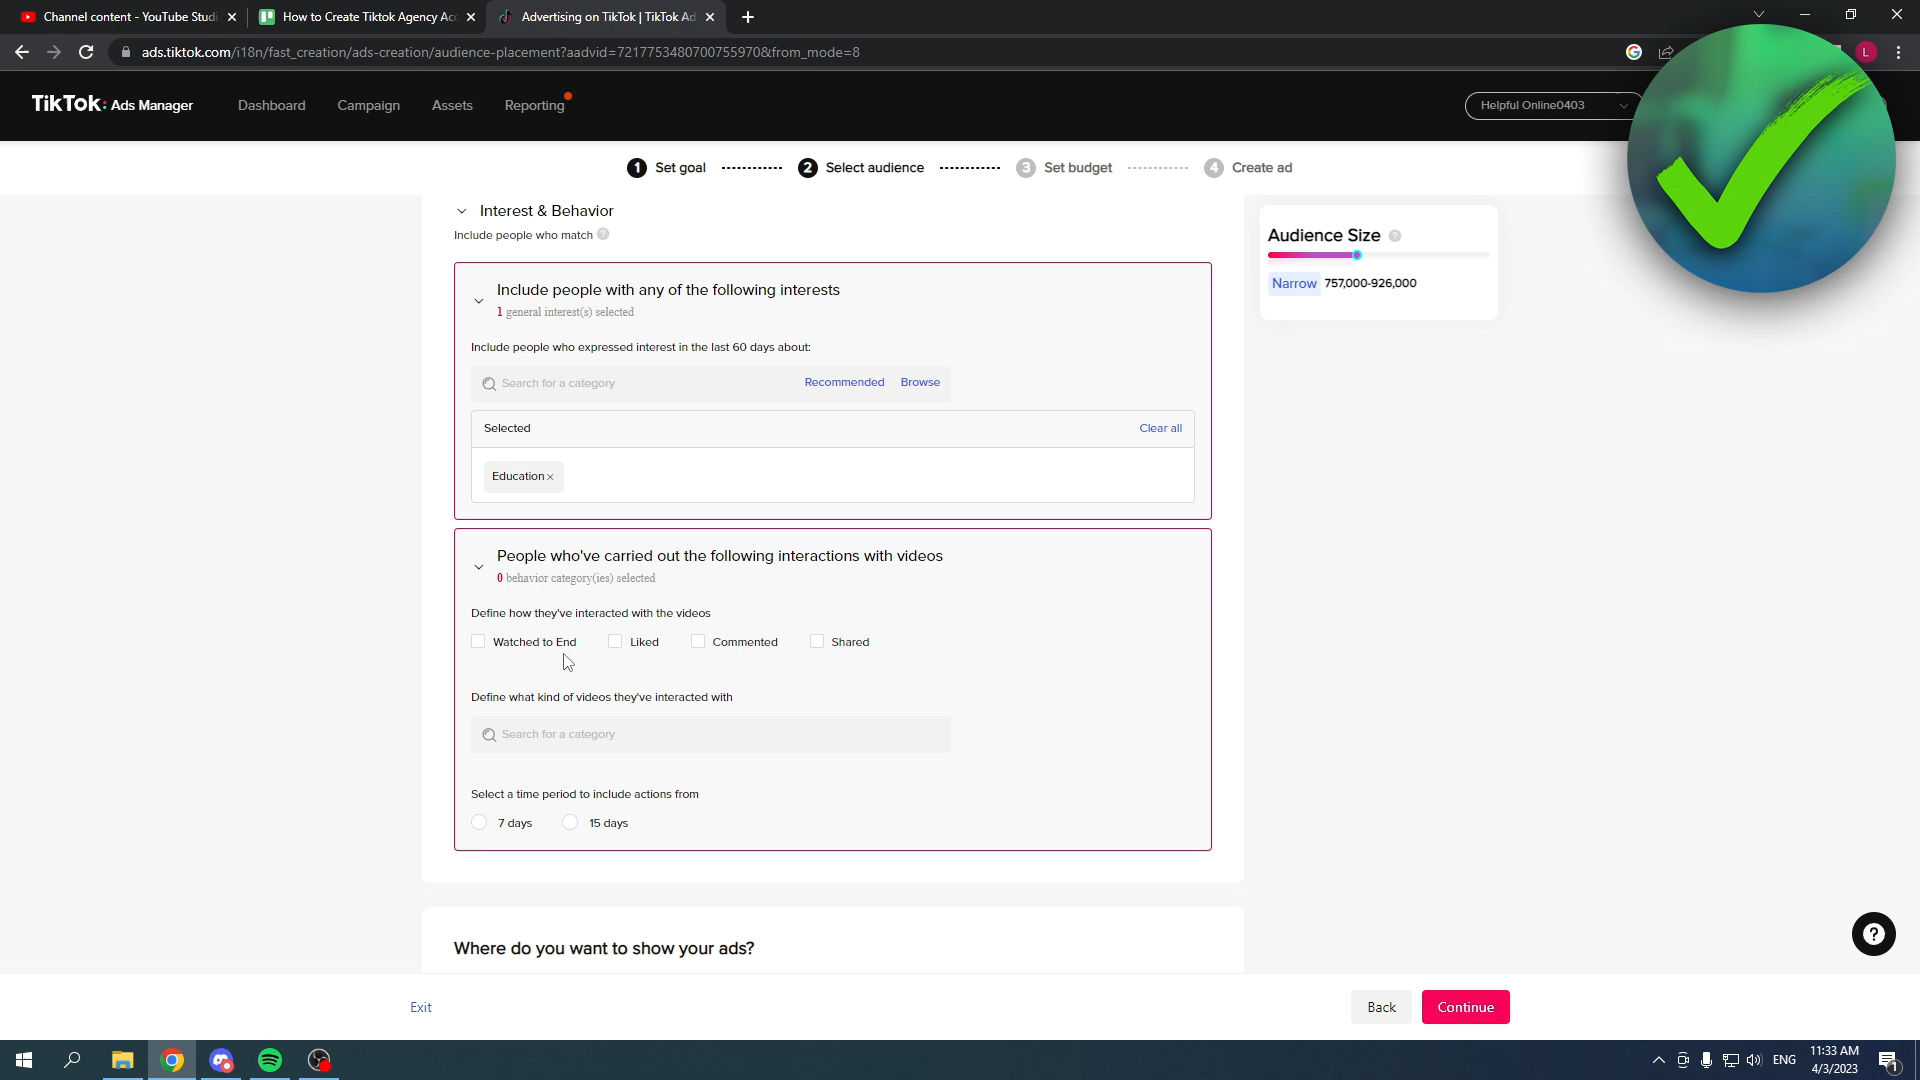 Channel content - YouTube Studi
How to Create Tiktok Agency Acc
Advertising on TikTok | TikTok Ad
ads.tiktok.com/i18n/fast_creation/ads-creation/audience-placement?aadvid=7217753480700755970&from_mode=8
L
TikTok: Ads Manager
Dashboard
Campaign
Assets
Reporting
Helpful Online0403
1 Set goal
2 Select audience
3 Set budget
4 Create ad
Interest & Behavior
Include people who match ?
Audience Size ?
Narrow 757,000-926,000
Include people with any of the following interests
1 general interest(s) selected
Include people who expressed interest in the last 60 days about:
Search for a category
Recommended
Browse
Selected
Clear all
Education ×
People who've carried out the following interactions with videos
0 behavior category(ies) selected
Define how they've interacted with the videos
Watched to End
Liked
Commented
Shared
Define what kind of videos they've interacted with
Search for a category
Select a time period to include actions from
7 days
15 days
Where do you want to show your ads?
?
Exit
Back
Continue
ENG
11:33 AM
4/3/2023
1